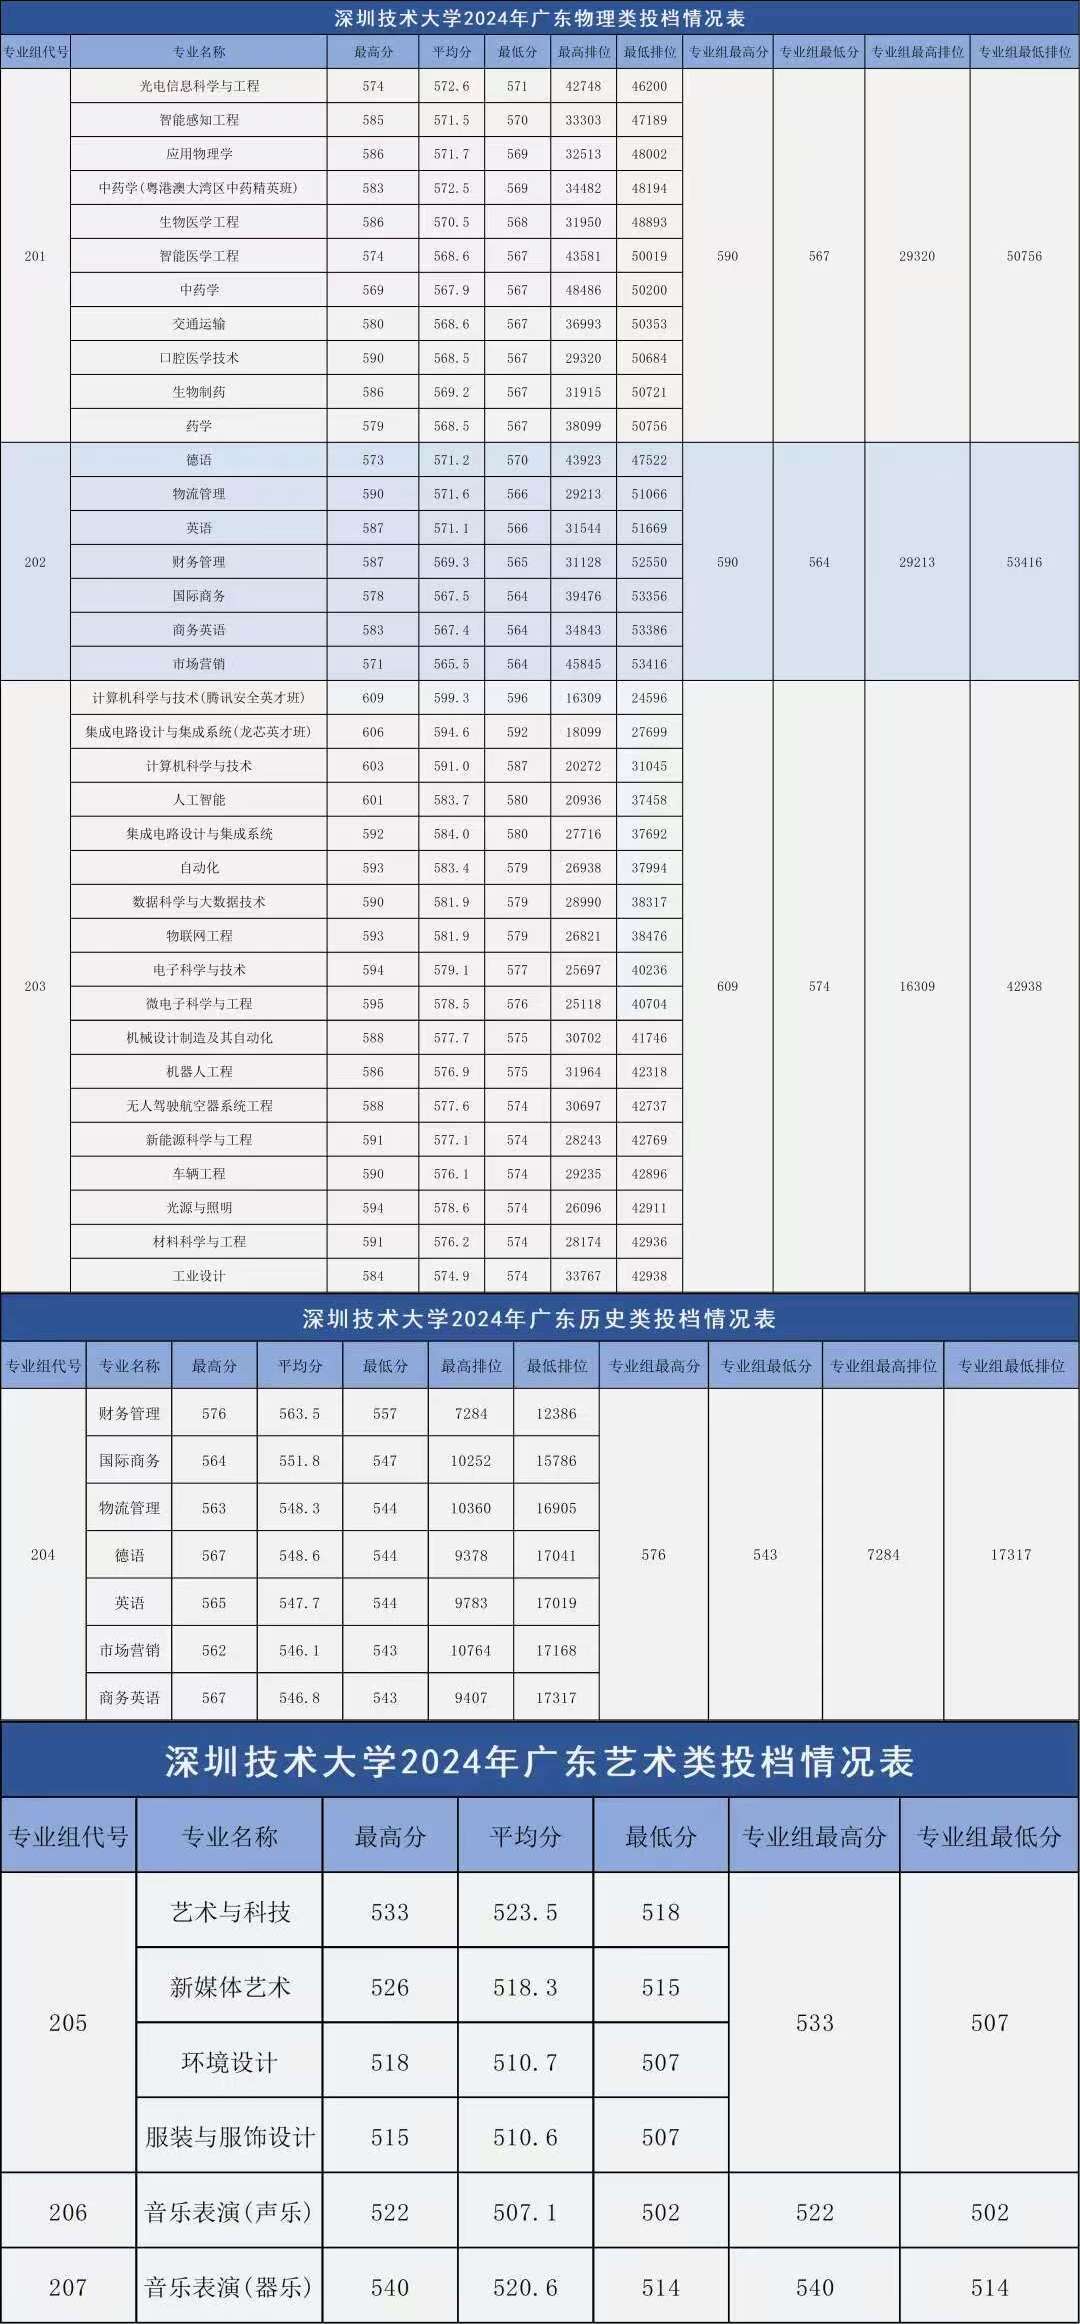 深圳技术大学2024年广东物理类投档情况表
专业组代号 专业名称 最高分 平均分 最低分 最高排位 最低排位 专业组最高分 专业组最低分 专业组最高排位 专业组最低排位
光电信息科学与工程 574 572.6 571 42748 46200
智能感知工程 585 571.5 570 33303 47189
应用物理学 586 571.7 569 32513 48002
中药学(粤港澳大湾区中药精英班) 583 572.5 569 34482 48194
生物医学工程 586 570.5 568 31950 48893
201 智能医学工程 574 568.6 567 43581 50019 590 567 29320 50756
中药学 569 567.9 567 48486 50200
交通运输 580 568.6 567 36993 50353
口腔医学技术 590 568.5 567 29320 50684
生物制药 586 569.2 567 31915 50721
药学 579 568.5 567 38099 50756
德语 573 571.2 570 43923 47522
物流管理 590 571.6 566 29213 51066
英语 587 571.1 566 31544 51669
202 财务管理 587 569.3 565 31128 52550 590 564 29213 53416
国际商务 578 567.5 564 39476 53356
商务英语 583 567.4 564 34843 53386
市场营销 571 565.5 564 45845 53416
计算机科学与技术(腾讯安全英才班) 609 599.3 596 16309 24596
集成电路设计与集成系统(龙芯英才班) 606 594.6 592 18099 27699
计算机科学与技术 603 591.0 587 20272 31045
人工智能 601 583.7 580 20936 37458
集成电路设计与集成系统 592 584.0 580 27716 37692
自动化 593 583.4 579 26938 37994
数据科学与大数据技术 590 581.9 579 28990 38317
物联网工程 593 581.9 579 26821 38476
电子科学与技术 594 579.1 577 25697 40236
203 609 574 16309 42938
微电子科学与工程 595 578.5 576 25118 40704
机械设计制造及其自动化 588 577.7 575 30702 41746
机器人工程 586 576.9 575 31964 42318
无人驾驶航空器系统工程 588 577.6 574 30697 42737
新能源科学与工程 591 577.1 574 28243 42769
车辆工程 590 576.1 574 29235 42896
光源与照明 594 578.6 574 26096 42911
材料科学与工程 591 576.2 574 28174 42936
工业设计 584 574.9 574 33767 42938
深圳技术大学2024年广东历史类投档情况表
专业组代号 专业名称 最高分 平均分 最低分 最高排位 最低排位 专业组最高分 专业组最低分 专业组最高排位 专业组最低排位
财务管理 576 563.5 557 7284 12386
国际商务 564 551.8 547 10252 15786
物流管理 563 548.3 544 10360 16905
204 德语 567 548.6 544 9378 17041 576 543 7284 17317
英语 565 547.7 544 9783 17019
市场营销 562 546.1 543 10764 17168
商务英语 567 546.8 543 9407 17317
深圳技术大学2024年广东艺术类投档情况表
专业组代号 专业名称 最高分 平均分 最低分 专业组最高分 专业组最低分
艺术与科技 533 523.5 518
新媒体艺术 526 518.3 515
205 533 507
环境设计 518 510.7 507
服装与服饰设计 515 510.6 507
206 音乐表演(声乐) 522 507.1 502 522 502
207 音乐表演(器乐) 540 520.6 514 540 514